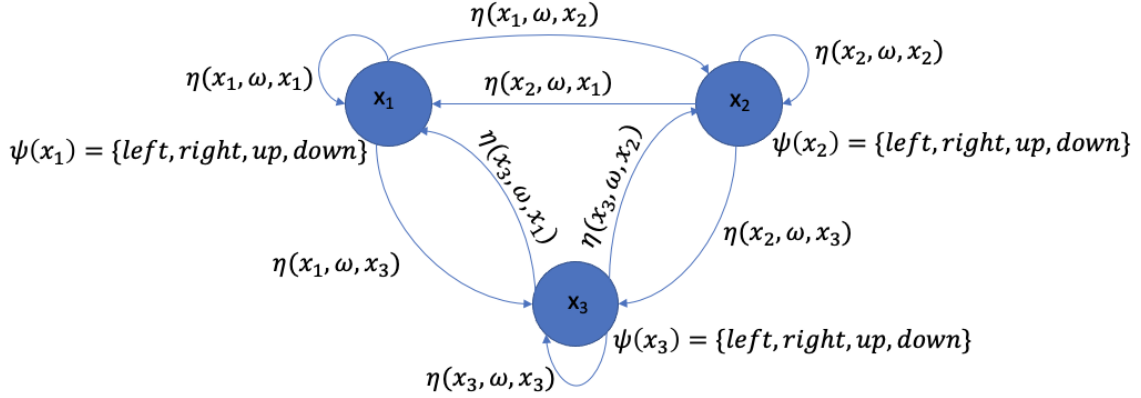 η(x₁, ω, x₂)
η(x₁, ω, x₁)
η(x₂, ω, x₁)
η(x₂, ω, x₂)
x₁
x₂
ψ(x₁) = {left, right, up, down}
η(x₃, ω, x₁)
η(x₃, ω, x₂)
ψ(x₂) = {left, right, up, down}
η(x₁, ω, x₃)
η(x₂, ω, x₃)
x₃
ψ(x₃) = {left, right, up, down}
η(x₃, ω, x₃)